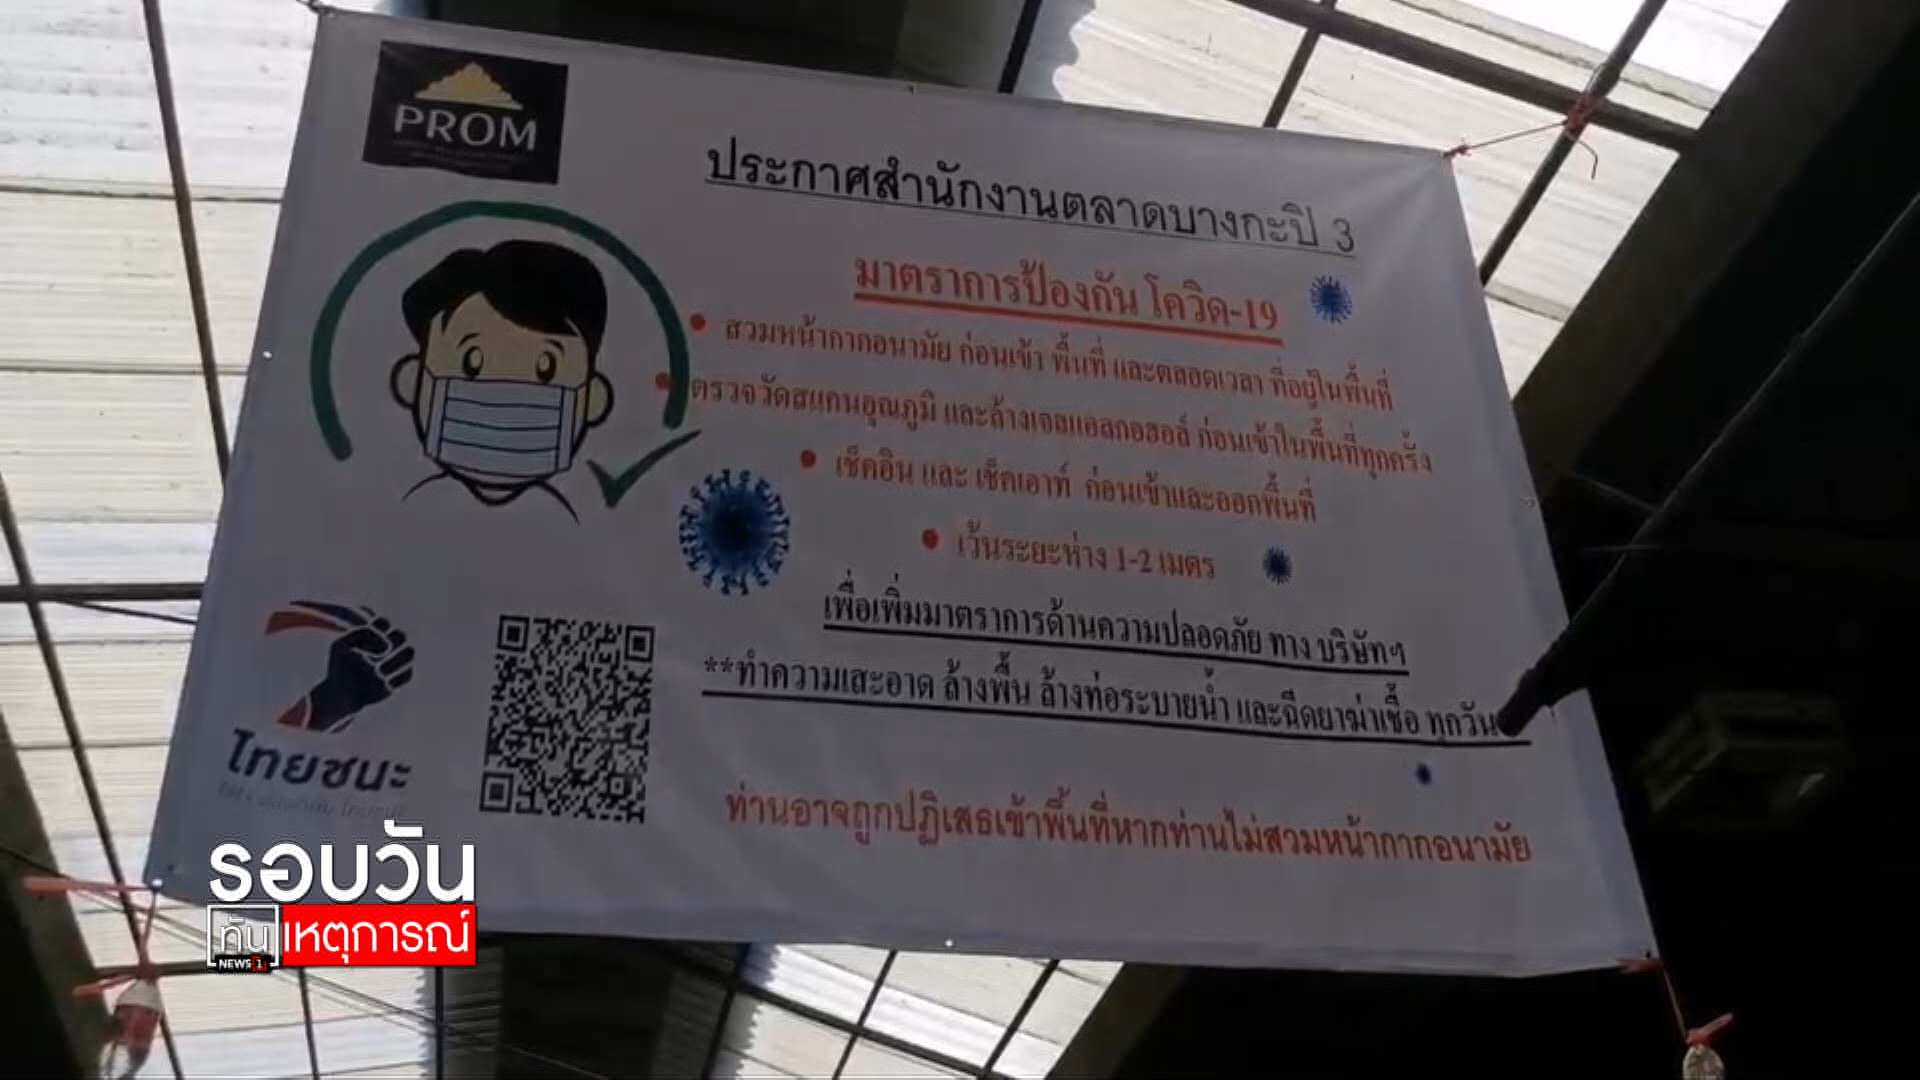 PROM
ประกาศสำนักงานตลาดบางกะปิ 3
มาตราการป้องกัน โควิด-19
• สวมหน้ากากอนามัย ก่อนเข้า พื้นที่ และตลอดเวลา ที่อยู่ในพื้นที่
• ตรวจวัดสแกนอุณภูมิ และล้างเจลแอลกอฮอล์ ก่อนเข้าในพื้นที่ทุกครั้ง
• เช็คอิน และ เช็คเอาท์ ก่อนเข้าและออกพื้นที่
• เว้นระยะห่าง 1-2 เมตร
เพื่อเพิ่มมาตราการด้านความปลอดภัย ทาง บริษัทฯ
**ทำความเสะอาด ล้างพื้น ล้างท่อระบายน้ำ และฉีดยาฆ่าเชื้อ ทุกวัน
ท่านอาจถูกปฏิเสธเข้าพื้นที่หากท่านไม่สวมหน้ากากอนามัย
ไทยชนะ
รอบวัน
ทันเหตุการณ์
NEWS 1